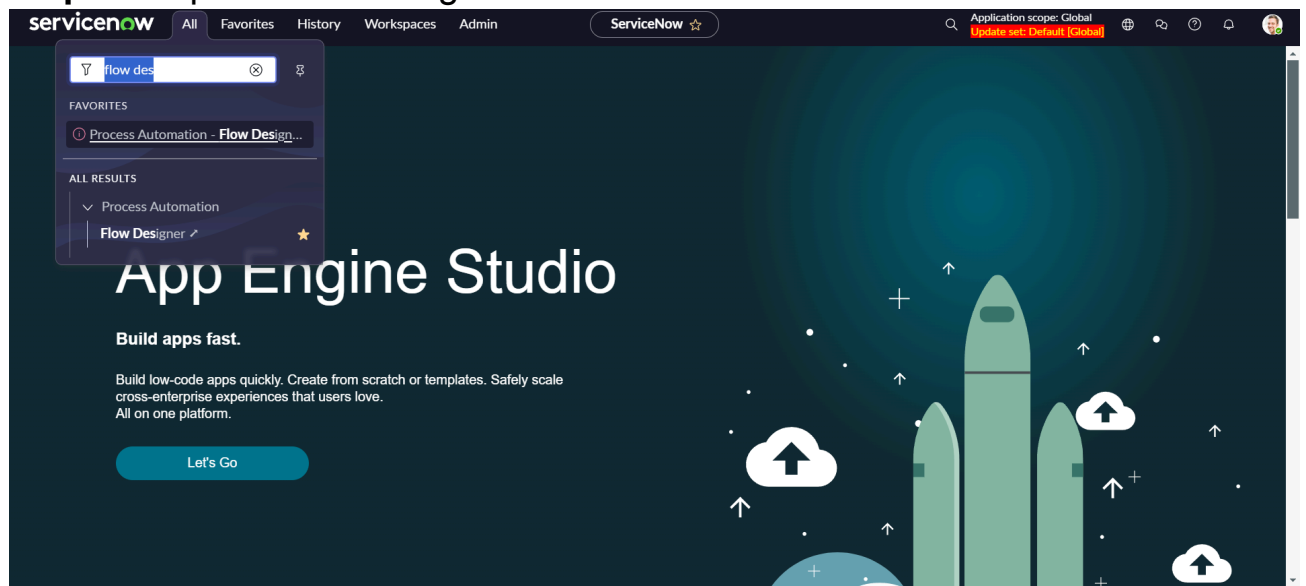 servicenow All Favorites History Workspaces Admin ServiceNow Application scope: Global
Update set: Default [Global]
flow des
FAVORITES
Process Automation - Flow Design...
ALL RESULTS
Process Automation
Flow Designer
App Engine Studio
Build apps fast.
Build low-code apps quickly. Create from scratch or templates. Safely scale
cross-enterprise experiences that users love.
All on one platform.
Let's Go